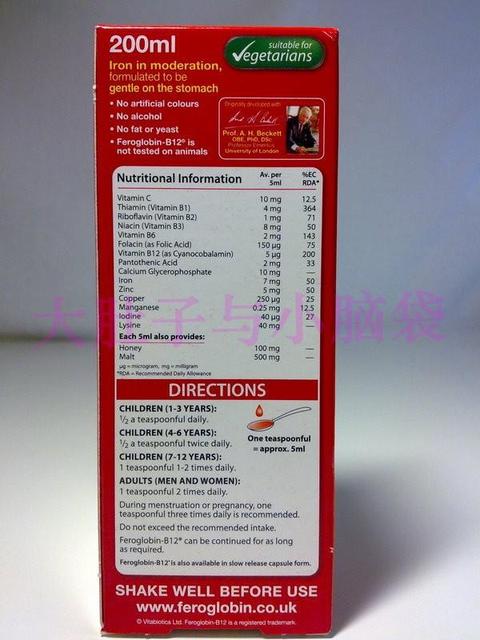 200ml
suitable for
Vegetarians
Iron in moderation,
formulated to be
gentle on the stomach
• No artificial colours
• No alcohol
• No fat or yeast
• Feroglobin-B12® is
not tested on animals
Originally developed with
Prof. A. H. Beckett
OBE, PhD, DSc
Professor Emeritus
University of London
Nutritional Information Av. per 5ml %EC RDA*
Vitamin C 10 mg 12.5
Thiamin (Vitamin B1) 4 mg 364
Riboflavin (Vitamin B2) 1 mg 71
Niacin (Vitamin B3) 8 mg 50
Vitamin B6 2 mg 143
Folacin (as Folic Acid) 150 µg 75
Vitamin B12 (as Cyanocobalamin) 5 µg 200
Pantothenic Acid 2 mg 33
Calcium Glycerophosphate 10 mg —
Iron 7 mg 50
Zinc 5 mg 50
Copper 250 µg 25
Manganese 0.25 mg 12.5
Iodine 40 µg 27
Lysine 40 mg
大肚子与小脑袋
Each 5ml also provides:
Honey 100 mg —
Malt 500 mg —
µg = microgram, mg = milligram
*RDA = Recommended Daily Allowance
DIRECTIONS
CHILDREN (1-3 YEARS):
½ a teaspoonful daily.
CHILDREN (4-6 YEARS):
½ a teaspoonful twice daily.
One teaspoonful
= approx. 5ml
CHILDREN (7-12 YEARS):
1 teaspoonful 1-2 times daily.
ADULTS (MEN AND WOMEN):
1 teaspoonful 2 times daily.
During menstruation or pregnancy, one
teaspoonful three times daily is recommended.
Do not exceed the recommended intake.
Feroglobin-B12® can be continued for as long
as required.
Feroglobin-B12® is also available in slow release capsule form.
SHAKE WELL BEFORE USE
www.feroglobin.co.uk
© Vitabiotics Ltd. Feroglobin-B12 is a registered trademark.